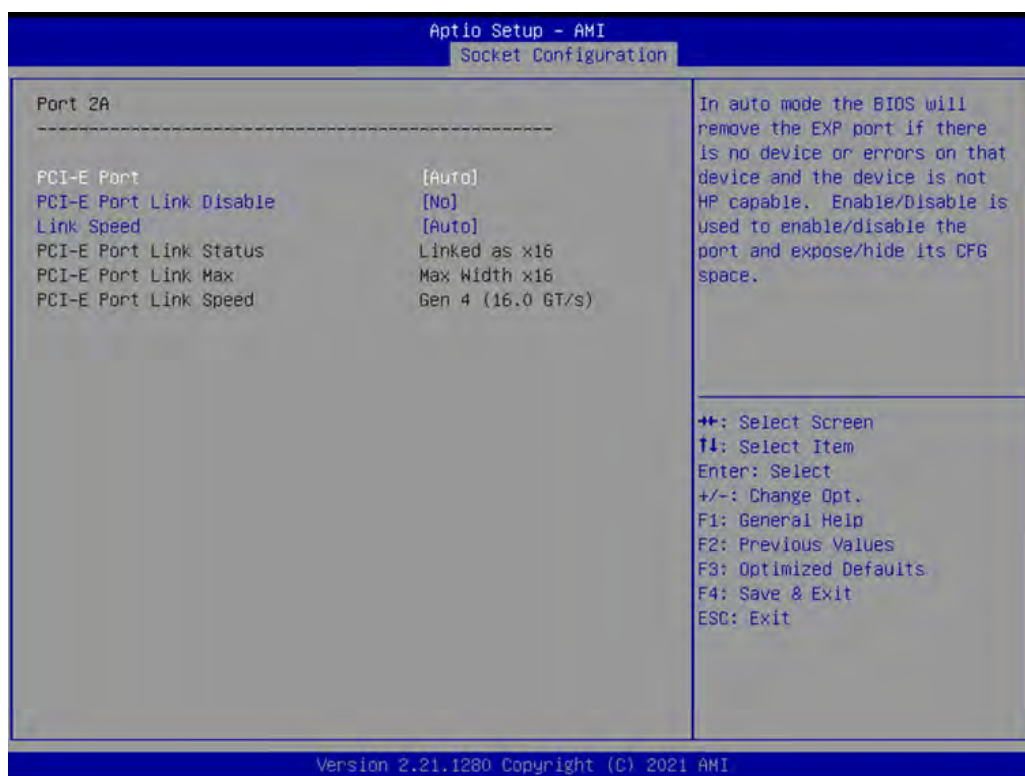 Aptio Setup - AMI
Socket Configuration
Port 2A
PCI-E Port [Auto]
PCI-E Port Link Disable [No]
Link Speed [Auto]
PCI-E Port Link Status Linked as x16
PCI-E Port Link Max Max Width x16
PCI-E Port Link Speed Gen 4 (16.0 GT/s)
In auto mode the BIOS will
remove the EXP port if there
is no device or errors on that
device and the device is not
HP capable. Enable/Disable is
used to enable/disable the
port and expose/hide its CFG
space.
→←: Select Screen
↑↓: Select Item
Enter: Select
+/-: Change Opt.
F1: General Help
F2: Previous Values
F3: Optimized Defaults
F4: Save & Exit
ESC: Exit
Version 2.21.1280 Copyright (C) 2021 AMI